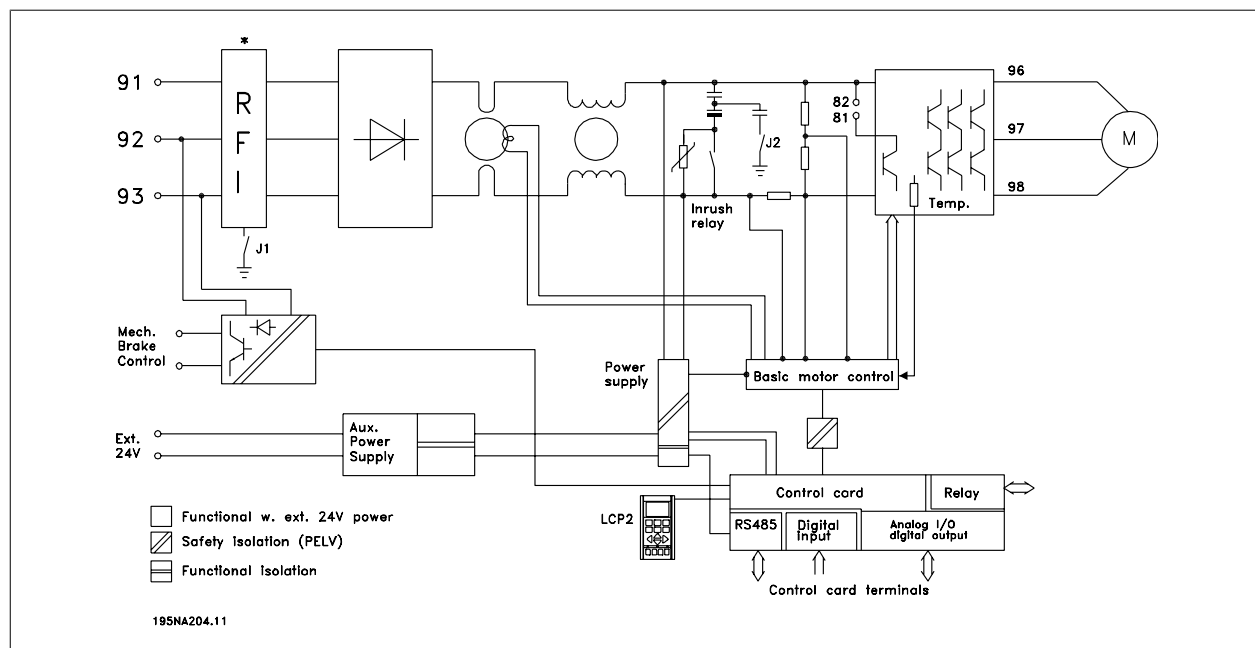 *
91
92
93
R
F
I
J1
82
81
J2
Inrush
relay
Temp.
96
97
98
M
Mech.
Brake
Control
Power
supply
Basic motor control
Ext.
24V
Aux.
Power
Supply
Control card
Relay
LCP2
RS485
Digital
input
Analog I/O
digital output
Control card terminals
Functional w. ext. 24V power
Safety isolation (PELV)
Functional isolation
195NA204.11